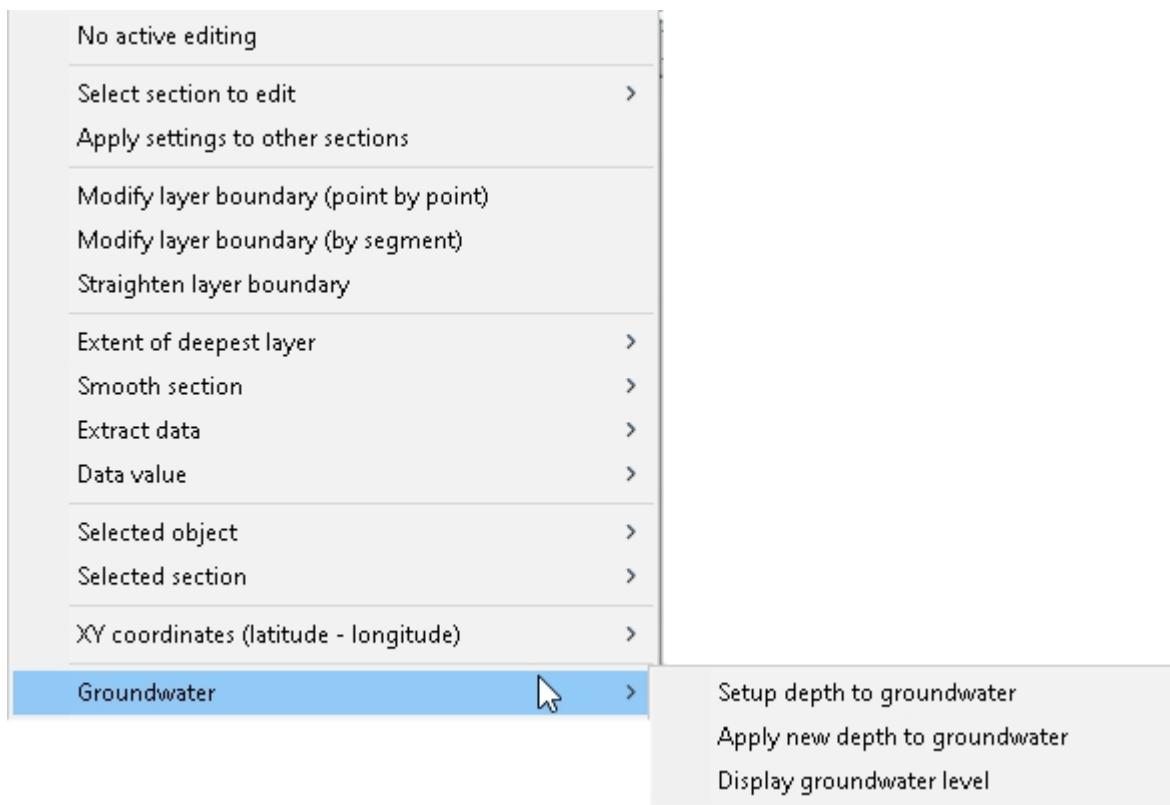 No active editing
Select section to edit
Apply settings to other sections
Modify layer boundary (point by point)
Modify layer boundary (by segment)
Straighten layer boundary
Extent of deepest layer
Smooth section
Extract data
Data value
Selected object
Selected section
XY coordinates (latitude - longitude)
Groundwater
Setup depth to groundwater
Apply new depth to groundwater
Display groundwater level